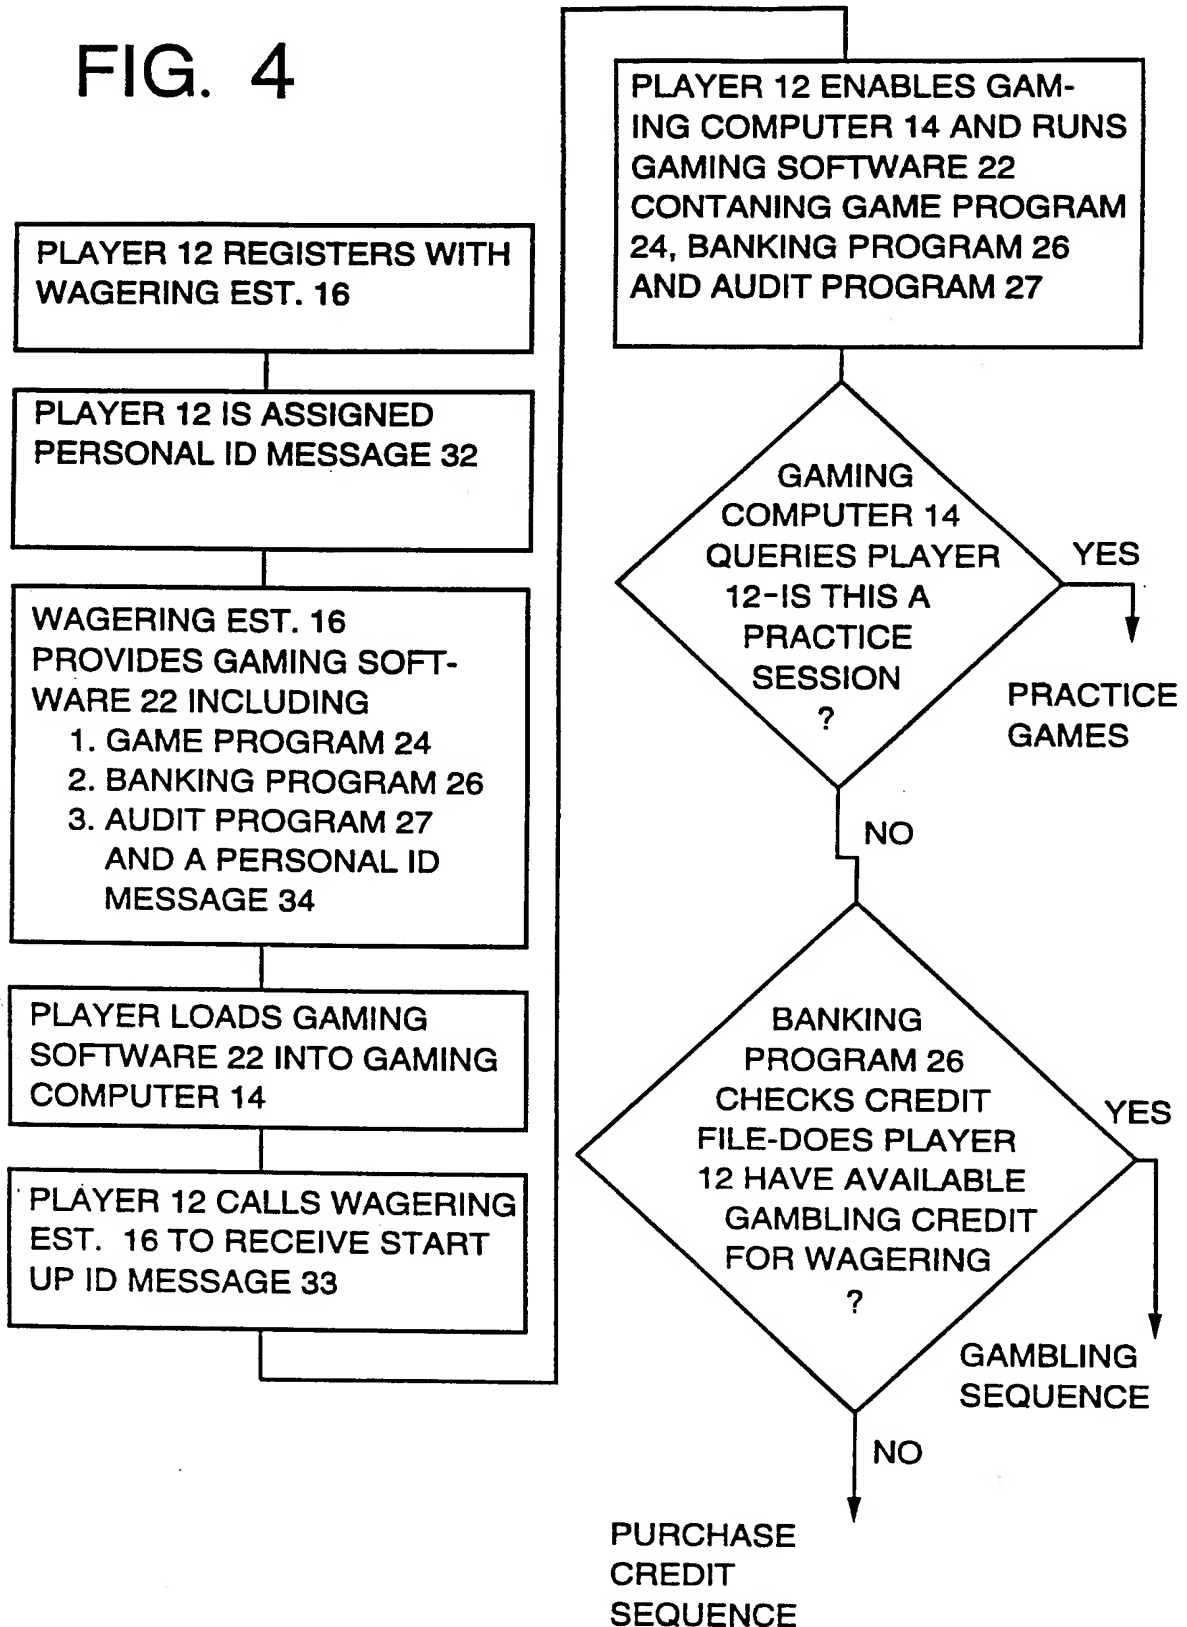 FIG. 4
PLAYER 12 REGISTERS WITH
WAGERING EST. 16
PLAYER 12 IS ASSIGNED
PERSONAL ID MESSAGE 32
WAGERING EST. 16
PROVIDES GAMING SOFT-
WARE 22 INCLUDING
1. GAME PROGRAM 24
2. BANKING PROGRAM 26
3. AUDIT PROGRAM 27
AND A PERSONAL ID
MESSAGE 34
PLAYER LOADS GAMING
SOFTWARE 22 INTO GAMING
COMPUTER 14
PLAYER 12 CALLS WAGERING
EST. 16 TO RECEIVE START
UP ID MESSAGE 33
PLAYER 12 ENABLES GAM-
ING COMPUTER 14 AND RUNS
GAMING SOFTWARE 22
CONTANING GAME PROGRAM
24, BANKING PROGRAM 26
AND AUDIT PROGRAM 27
GAMING
COMPUTER 14
QUERIES PLAYER
12-IS THIS A
PRACTICE
SESSION
?
YES
PRACTICE
GAMES
NO
BANKING
PROGRAM 26
CHECKS CREDIT
FILE-DOES PLAYER
12 HAVE AVAILABLE
GAMBLING CREDIT
FOR WAGERING
?
YES
GAMBLING
SEQUENCE
NO
PURCHASE
CREDIT
SEQUENCE